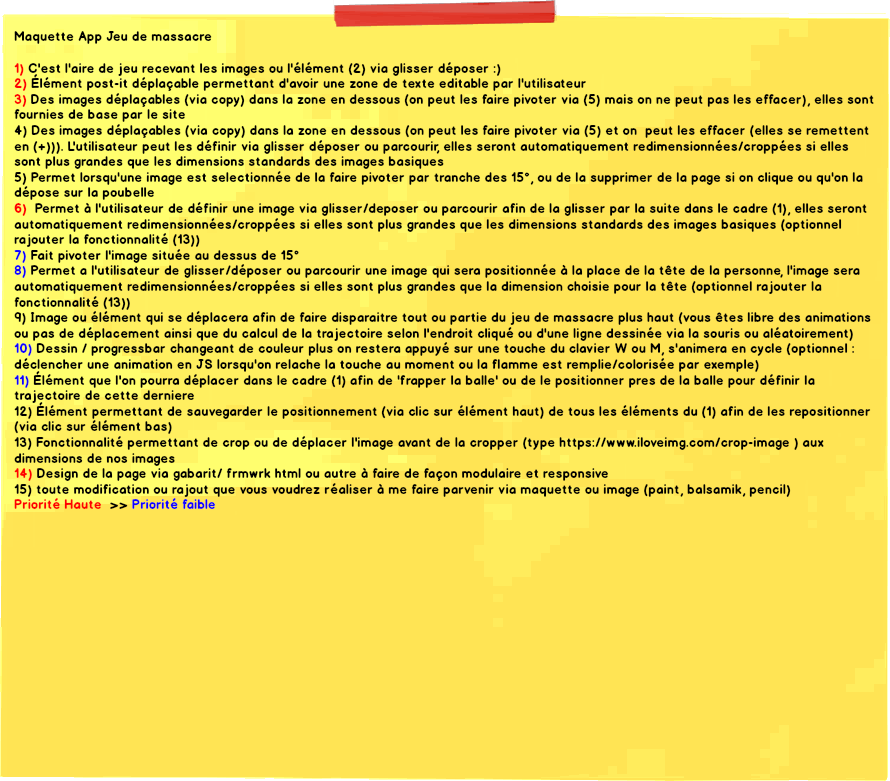 Maquette App Jeu de massacre
1) C'est l'aire de jeu recevant les images ou l'élément (2) via glisser déposer :)
2) Élément post-it déplaçable permettant d'avoir une zone de texte editable par l'utilisateur
3) Des images déplaçables (via copy) dans la zone en dessous (on peut les faire pivoter via (5) mais on ne peut pas les effacer), elles sont
fournies de base par le site
4) Des images déplaçables (via copy) dans la zone en dessous (on peut les faire pivoter via (5) et on  peut les effacer (elles se remettent
en (+))). L'utilisateur peut les définir via glisser déposer ou parcourir, elles seront automatiquement redimensionnées/croppées si elles
sont plus grandes que les dimensions standards des images basiques
5) Permet lorsqu'une image est selectionnée de la faire pivoter par tranche des 15°, ou de la supprimer de la page si on clique ou qu'on la
dépose sur la poubelle
6)  Permet à l'utilisateur de définir une image via glisser/deposer ou parcourir afin de la glisser par la suite dans le cadre (1), elles seront
automatiquement redimensionnées/croppées si elles sont plus grandes que les dimensions standards des images basiques (optionnel
rajouter la fonctionnalité (13))
7) Fait pivoter l'image située au dessus de 15°
8) Permet a l'utilisateur de glisser/déposer ou parcourir une image qui sera positionnée à la place de la tête de la personne, l'image sera
automatiquement redimensionnées/croppées si elles sont plus grandes que la dimension choisie pour la tête (optionnel rajouter la
fonctionnalité (13))
9) Image ou élément qui se déplacera afin de faire disparaitre tout ou partie du jeu de massacre plus haut (vous êtes libre des animations
ou pas de déplacement ainsi que du calcul de la trajectoire selon l'endroit cliqué ou d'une ligne dessinée via la souris ou aléatoirement)
10) Dessin / progressbar changeant de couleur plus on restera appuyé sur une touche du clavier W ou M, s'animera en cycle (optionnel :
déclencher une animation en JS lorsqu'on relache la touche au moment ou la flamme est remplie/colorisée par exemple)
11) Élément que l'on pourra déplacer dans le cadre (1) afin de 'frapper la balle' ou de le positionner pres de la balle pour définir la
trajectoire de cette derniere
12) Élément permettant de sauvegarder le positionnement (via clic sur élément haut) de tous les éléments du (1) afin de les repositionner
(via clic sur élément bas)
13) Fonctionnalité permettant de crop ou de déplacer l'image avant de la cropper (type https://www.iloveimg.com/crop-image ) aux
dimensions de nos images
14) Design de la page via gabarit/ frmwrk html ou autre à faire de façon modulaire et responsive
15) toute modification ou rajout que vous voudrez réaliser à me faire parvenir via maquette ou image (paint, balsamik, pencil)
Priorité Haute  >> Priorité faible